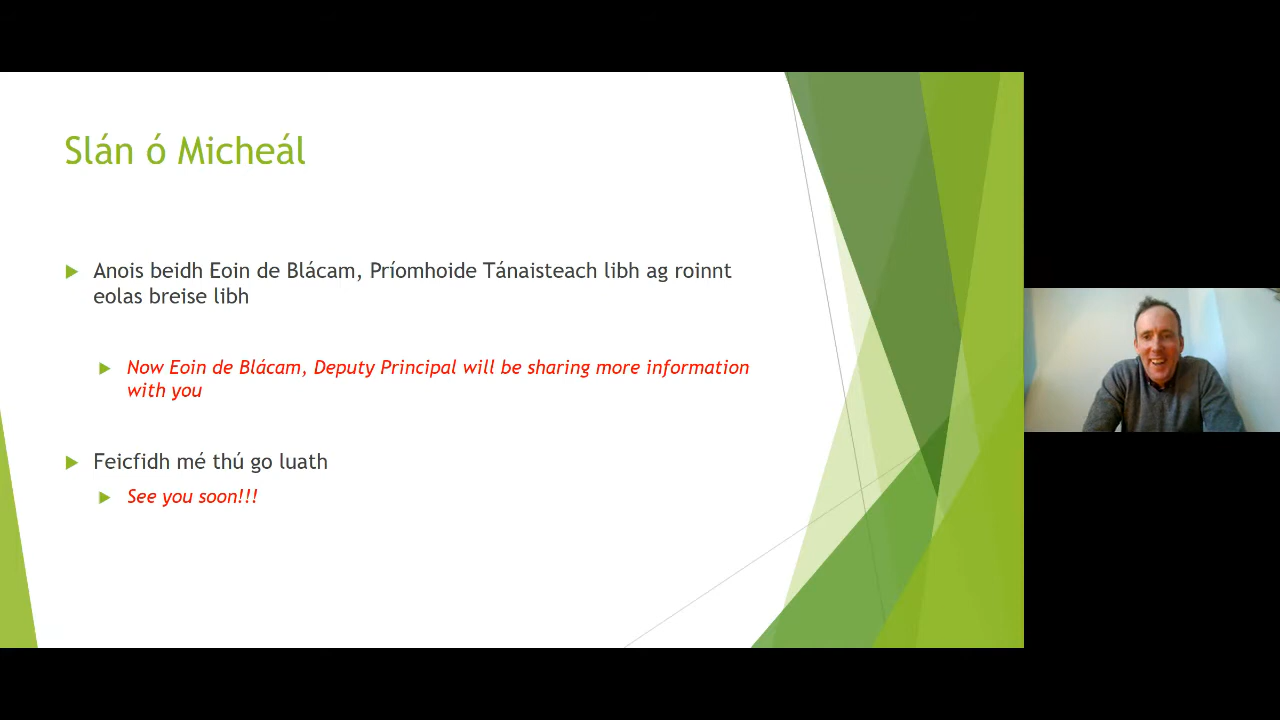 Slán ó Micheál
Anois beidh Eoin de Blácam, Príomhoide Tánaisteach libh ag roinnt
eolas breise libh
Now Eoin de Blácam, Deputy Principal will be sharing more information
with you
Feicfidh mé thú go luath
See you soon!!!